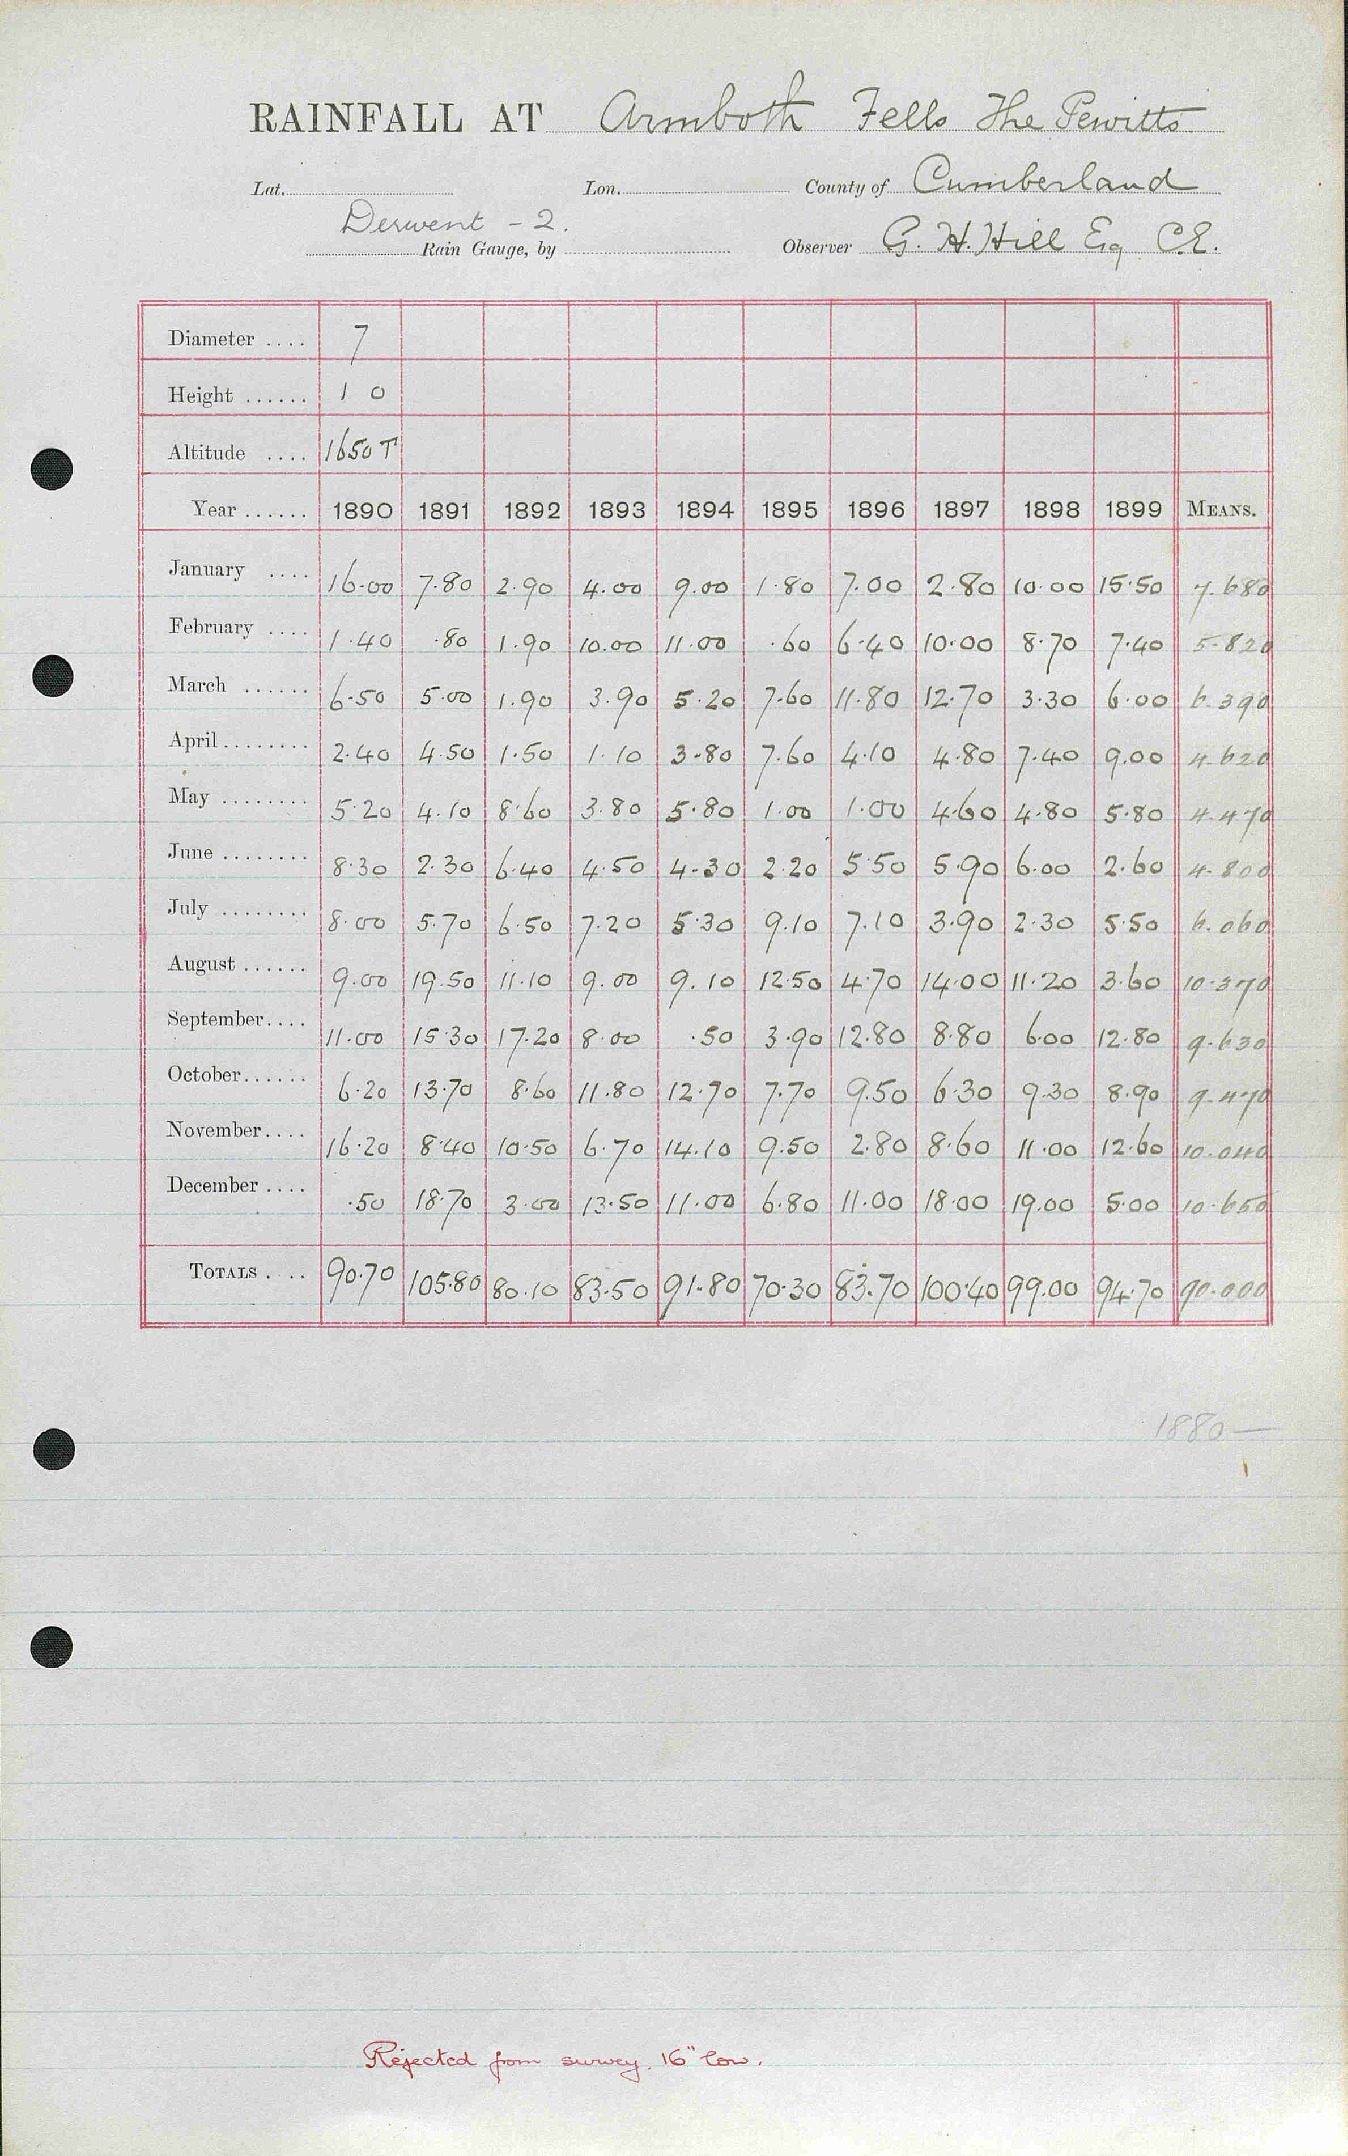 RAINFALL AT Armboth Fells The Pewitts
Lat. Lon. County of Cumberland
Derwent - 2.
Rain Gauge, by Observer G. H. Hill Esq C.E.
Diameter .... 7
Height ...... 1 0
Altitude .... 1650 T
Year ...... 1890 1891 1892 1893 1894 1895 1896 1897 1898 1899 MEANS.
January .... 16.00 7.80 2.90 4.00 9.00 1.80 7.00 2.80 10.00 15.50 7.680
February .... 1.40 .80 1.90 10.00 11.00 .60 6.40 10.00 8.70 7.40 5.820
March ...... 6.50 5.00 1.90 3.90 5.20 7.60 11.80 12.70 3.30 6.00 6.390
April ........ 2.40 4.50 1.50 1.10 3.80 7.60 4.10 4.80 7.40 9.00 4.620
May ........ 5.20 4.10 8.60 3.80 5.80 1.00 1.00 4.60 4.80 5.80 4.470
June ........ 8.30 2.30 6.40 4.50 4.30 2.20 5.50 5.90 6.00 2.60 4.800
July ........ 8.00 5.70 6.50 7.20 5.30 9.10 7.10 3.90 2.30 5.50 6.060
August ...... 9.00 19.50 11.10 9.00 9.10 12.50 4.70 14.00 11.20 3.60 10.370
September.... 11.00 15.30 17.20 8.00 .50 3.90 12.80 8.80 6.00 12.80 9.630
October...... 6.20 13.70 8.60 11.80 12.70 7.70 9.50 6.30 9.30 8.90 9.470
November.... 16.20 8.40 10.50 6.70 14.10 9.50 2.80 8.60 11.00 12.60 10.040
December .... .50 18.70 3.00 13.50 11.00 6.80 11.00 18.00 19.00 5.00 10.650
TOTALS .... 90.70 105.80 80.10 83.50 91.80 70.30 83.70 100.40 99.00 94.70 90.000
1880—
Rejected from survey. 16" low.